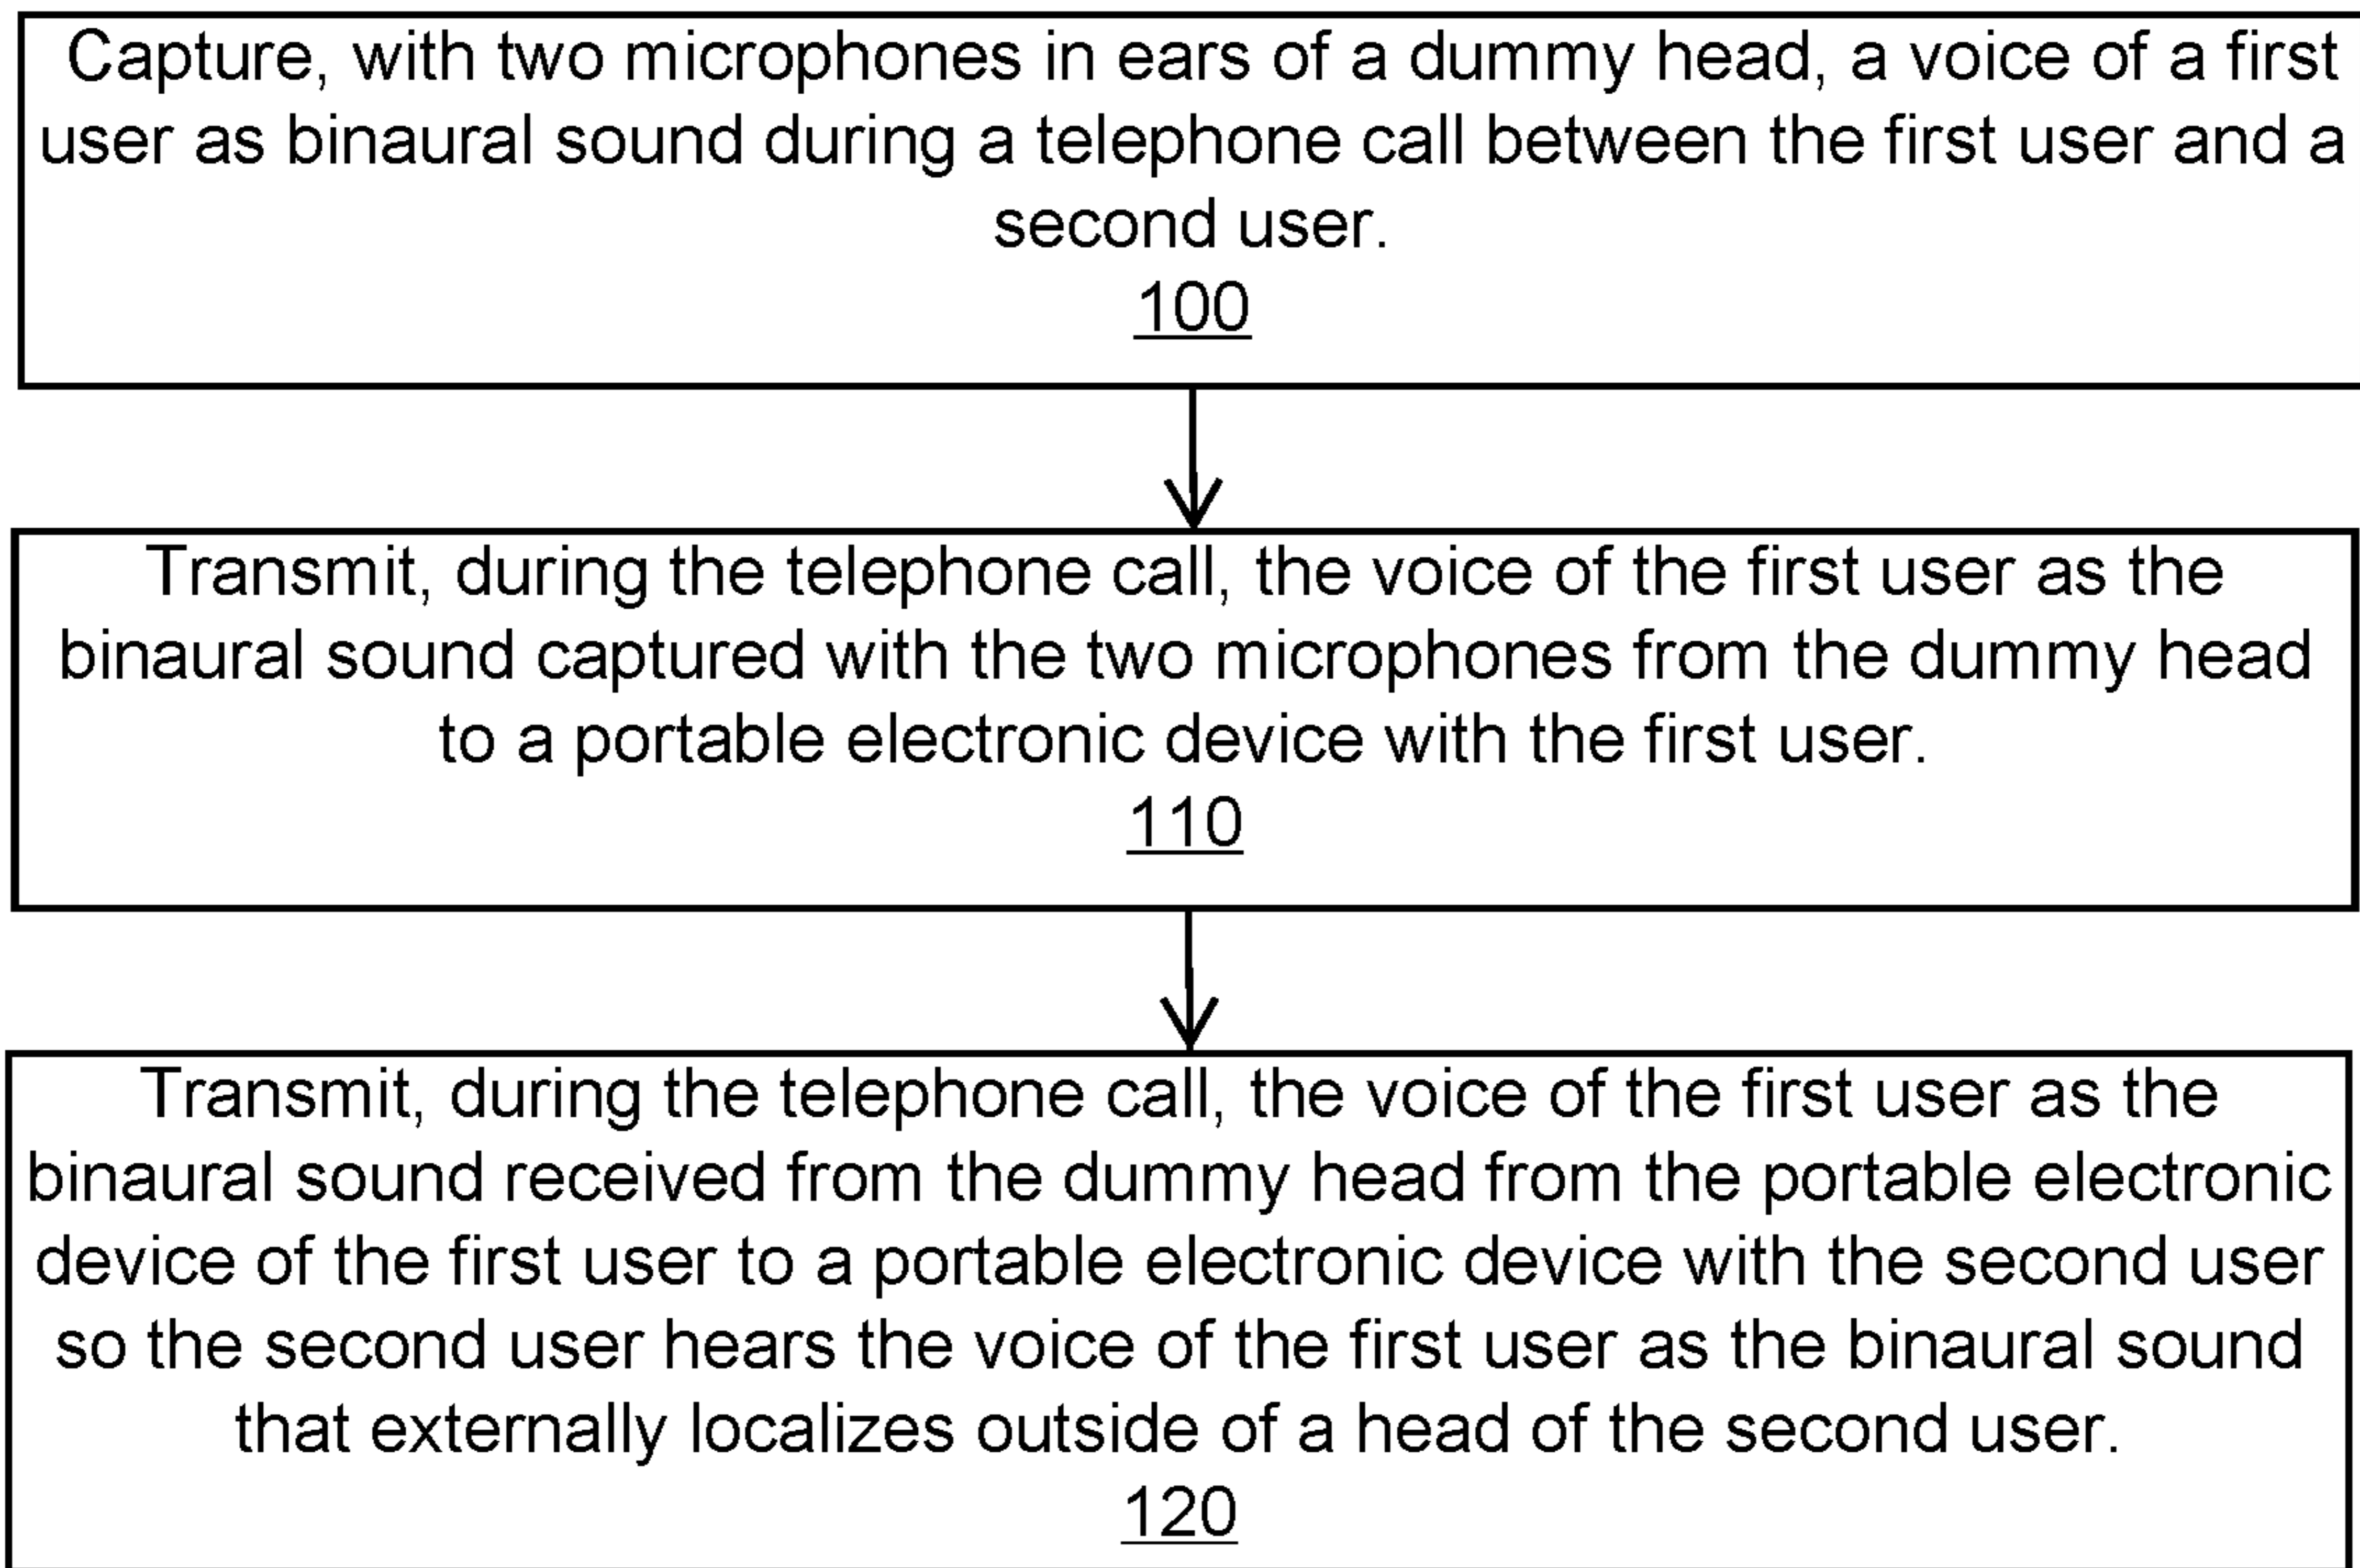 Capture, with two microphones in ears of a dummy head, a voice of a first
user as binaural sound during a telephone call between the first user and a
second user.
100
Transmit, during the telephone call, the voice of the first user as the
binaural sound captured with the two microphones from the dummy head
to a portable electronic device with the first user.
110
Transmit, during the telephone call, the voice of the first user as the
binaural sound received from the dummy head from the portable electronic
device of the first user to a portable electronic device with the second user
so the second user hears the voice of the first user as the binaural sound
that externally localizes outside of a head of the second user.
120